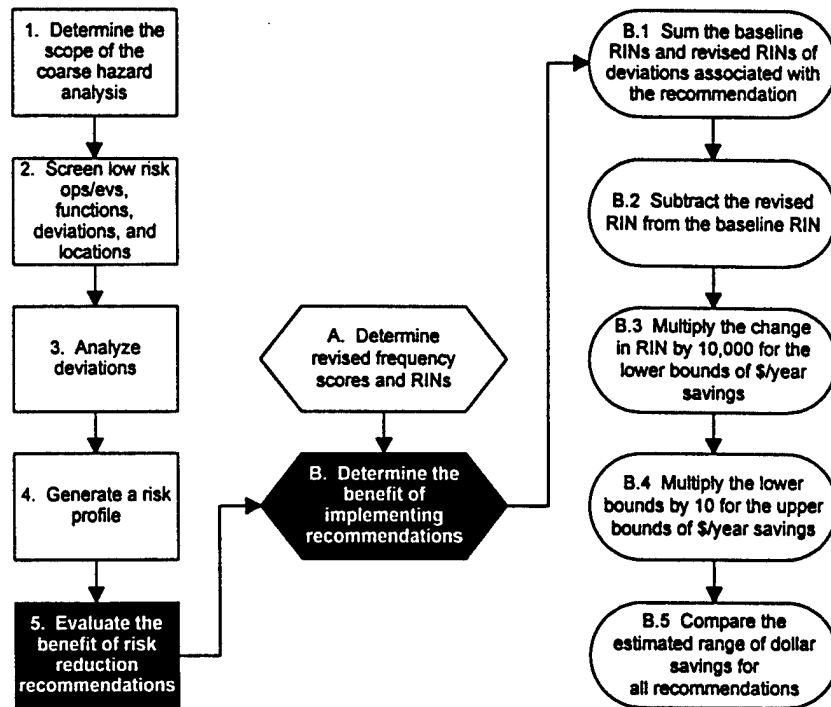 1. Determine the
scope of the
coarse hazard
analysis
2. Screen low risk
ops/evs,
functions,
deviations, and
locations
3. Analyze
deviations
4. Generate a risk
profile
5. Evaluate the
benefit of risk
reduction
recommendations
A. Determine
revised frequency
scores and RINs
B. Determine the
benefit of
implementing
recommendations
B.1 Sum the baseline
RINs and revised RINs of
deviations associated with
the recommendation
B.2 Subtract the revised
RIN from the baseline RIN
B.3 Multiply the change
in RIN by 10,000 for the
lower bounds of $/year
savings
B.4 Multiply the lower
bounds by 10 for the upper
bounds of $/year savings
B.5 Compare the
estimated range of dollar
savings for
all recommendations